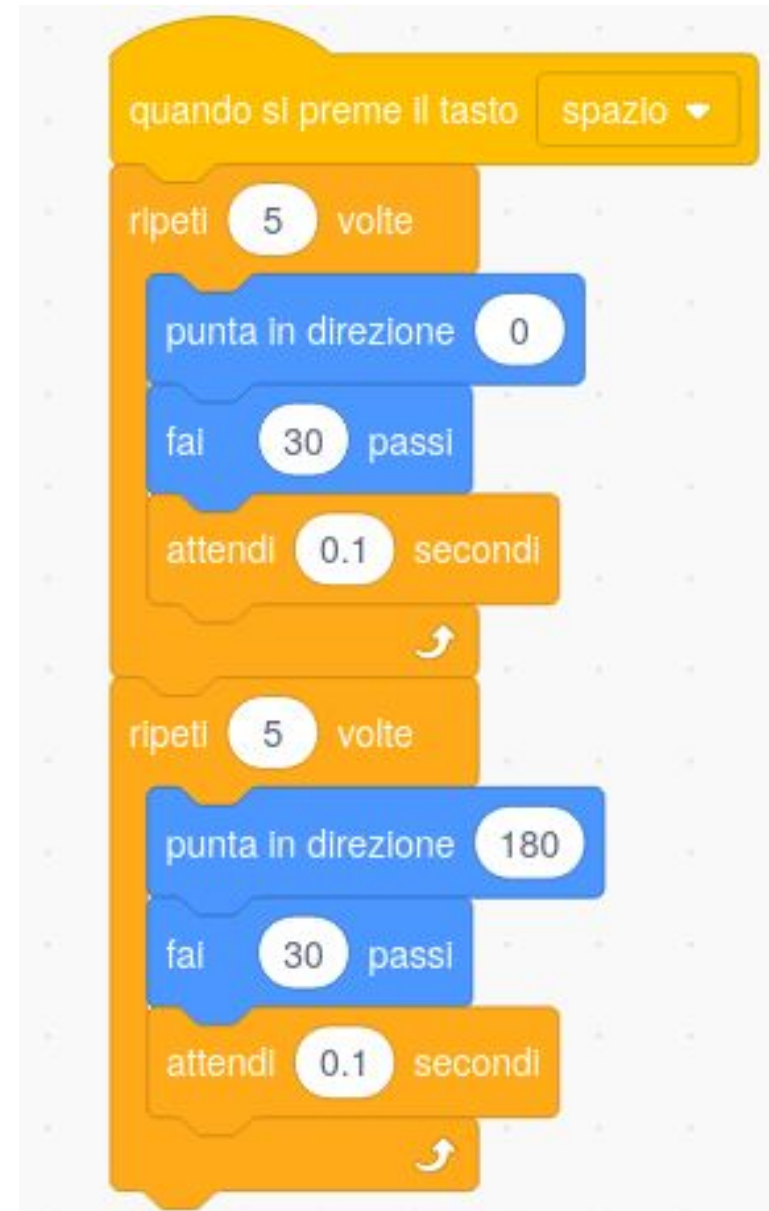 quando si preme il tasto spazio
ripeti 5 volte
punta in direzione 0
fai 30 passi
attendi 0.1 secondi
ripeti 5 volte
punta in direzione 180
fai 30 passi
attendi 0.1 secondi